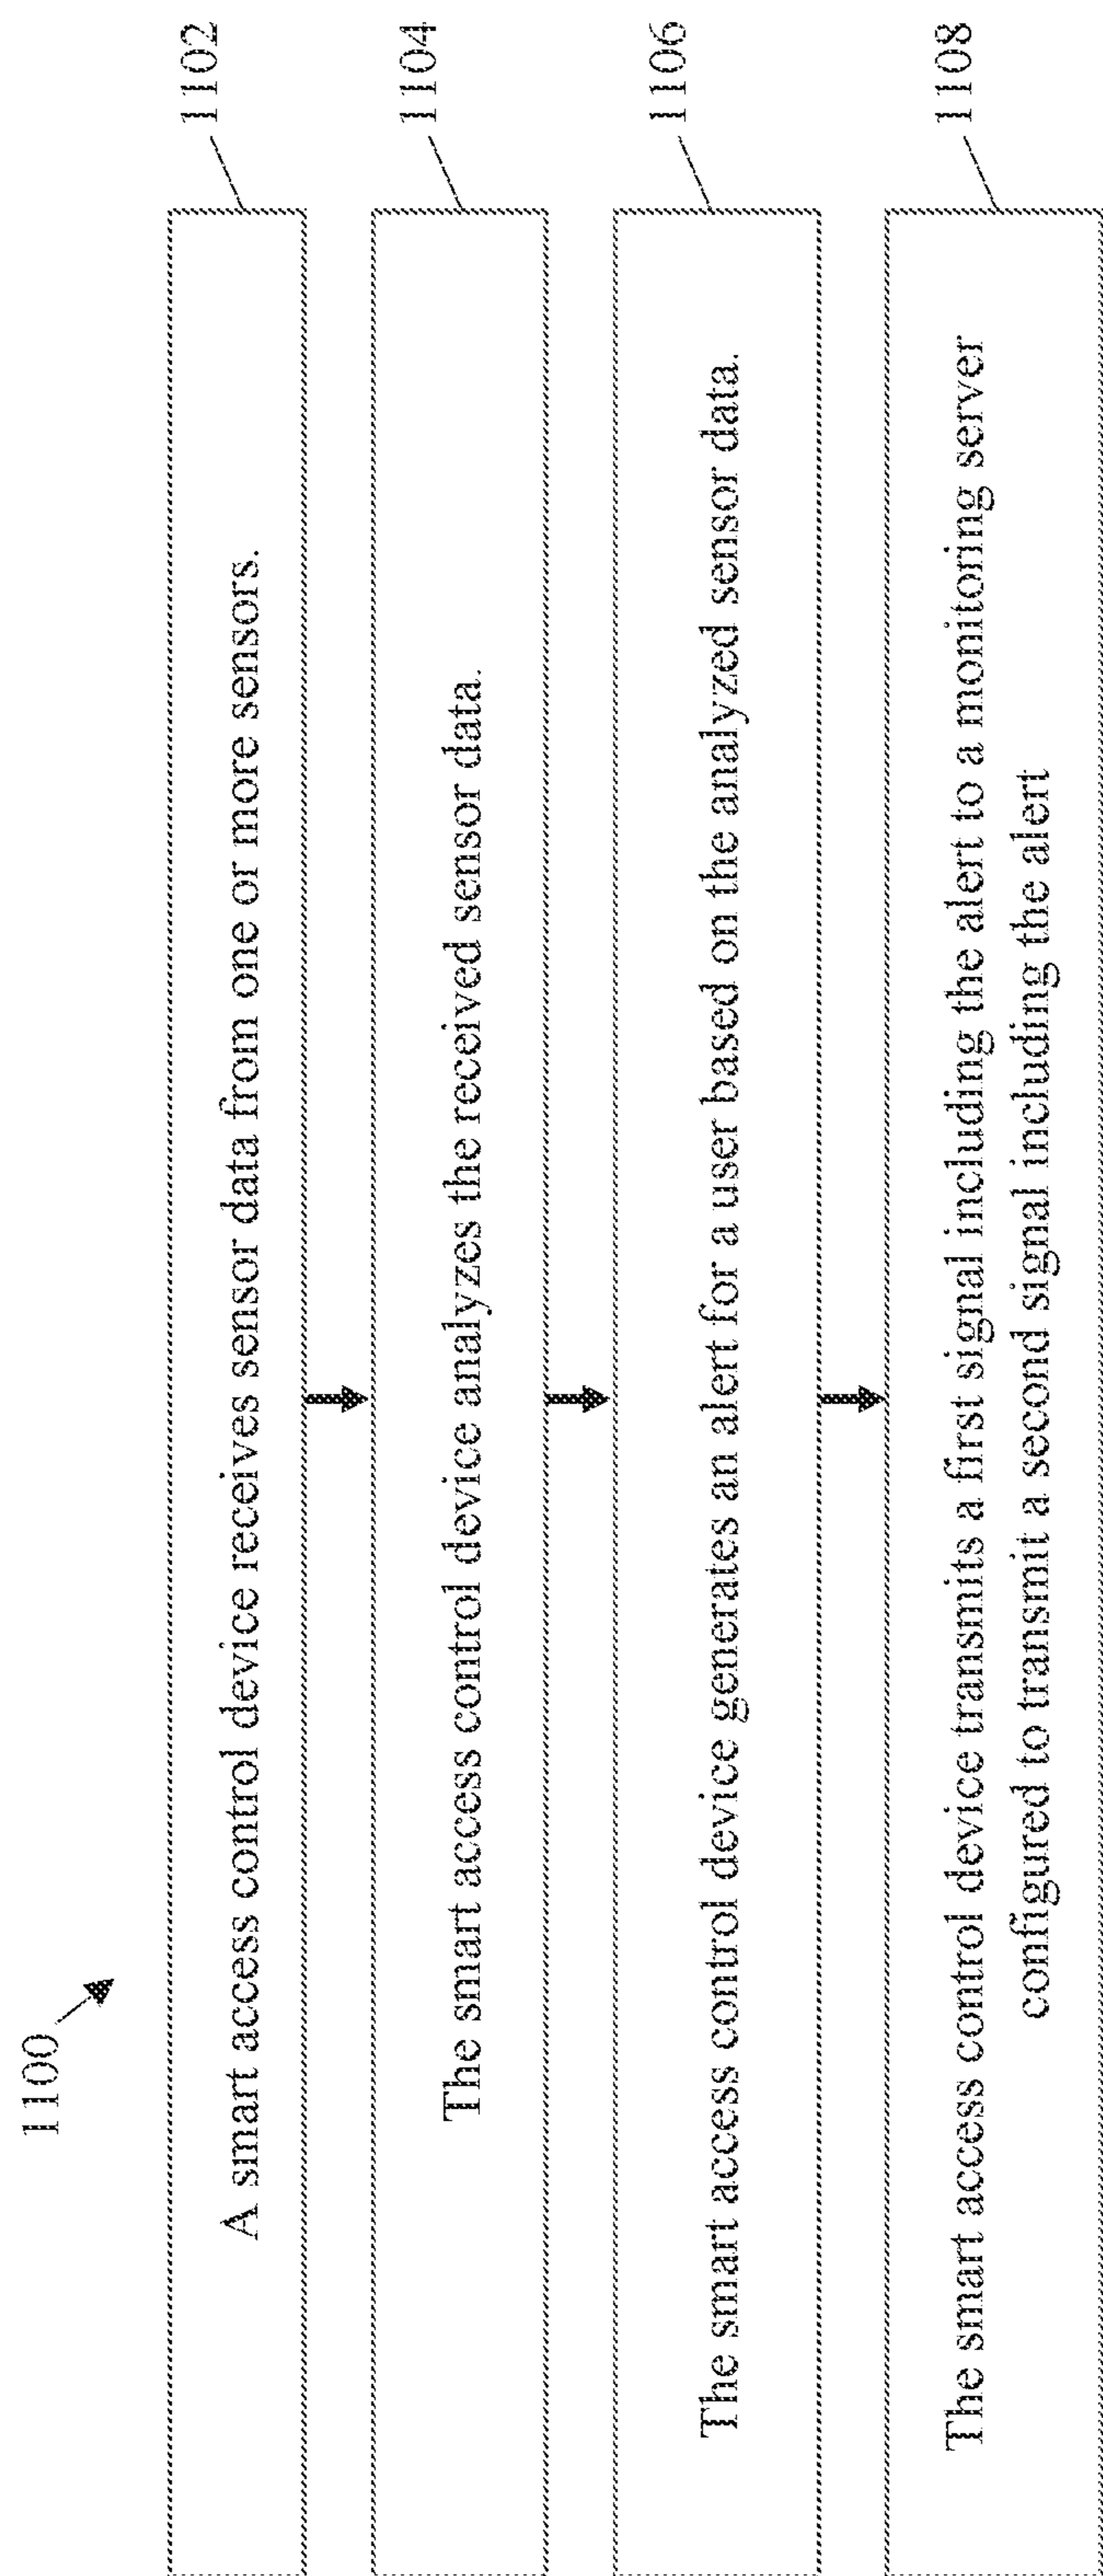 1100
A smart access control device receives sensor data from one or more sensors.
1102
The smart access control device analyzes the received sensor data.
1104
The smart access control device generates an alert for a user based on the analyzed sensor data.
1106
The smart access control device transmits a first signal including the alert to a monitoring server
configured to transmit a second signal including the alert
1108